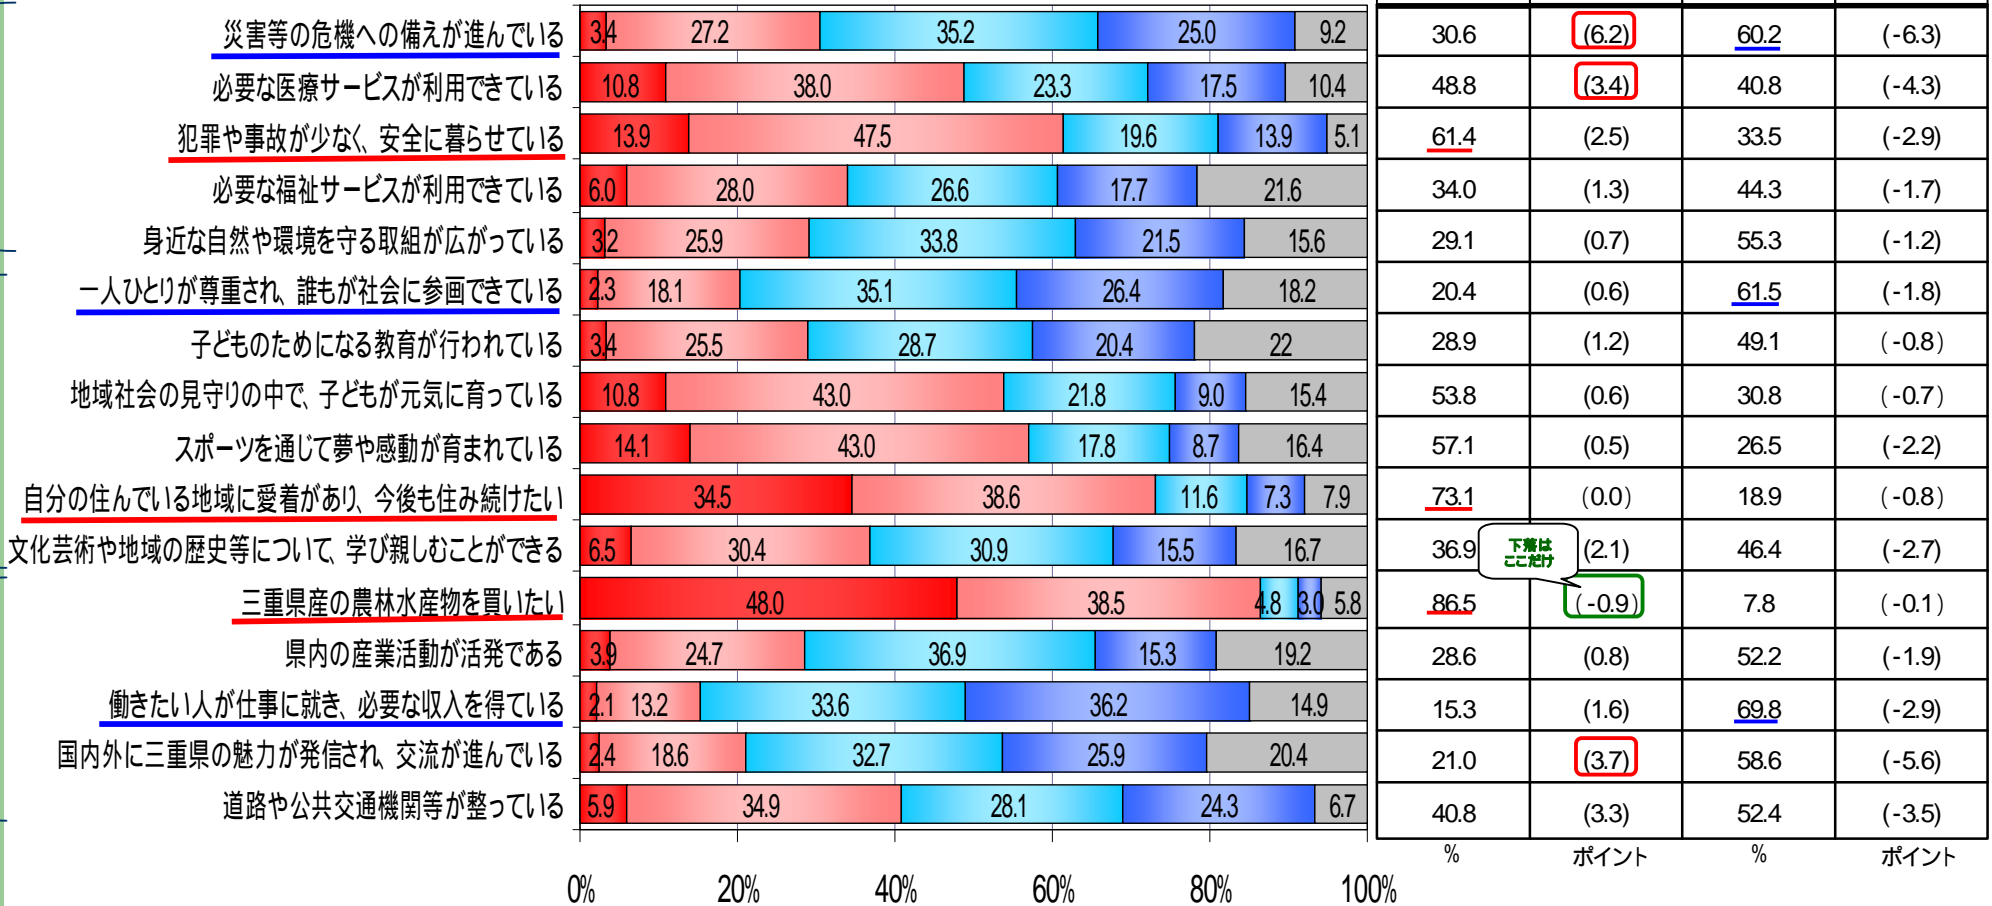 災害等の危機への備えが進んでいる 3.4 27.2 35.2 25.0 9.2 30.6 (6.2) 60.2 (-6.3)
必要な医療サービスが利用できている 10.8 38.0 23.3 17.5 10.4 48.8 (3.4) 40.8 (-4.3)
犯罪や事故が少なく、安全に暮らせている 13.9 47.5 19.6 13.9 5.1 61.4 (2.5) 33.5 (-2.9)
必要な福祉サービスが利用できている 6.0 28.0 26.6 17.7 21.6 34.0 (1.3) 44.3 (-1.7)
身近な自然や環境を守る取組が広がっている 3.2 25.9 33.8 21.5 15.6 29.1 (0.7) 55.3 (-1.2)
一人ひとりが尊重され、誰もが社会に参画できている 2.3 18.1 35.1 26.4 18.2 20.4 (0.6) 61.5 (-1.8)
子どものためになる教育が行われている 3.4 25.5 28.7 20.4 22 28.9 (1.2) 49.1 (-0.8)
地域社会の見守りの中で、子どもが元気に育っている 10.8 43.0 21.8 9.0 15.4 53.8 (0.6) 30.8 (-0.7)
スポーツを通じて夢や感動が育まれている 14.1 43.0 17.8 8.7 16.4 57.1 (0.5) 26.5 (-2.2)
自分の住んでいる地域に愛着があり、今後も住み続けたい 34.5 38.6 11.6 7.3 7.9 73.1 (0.0) 18.9 (-0.8)
文化芸術や地域の歴史等について、学び親しむことができる 6.5 30.4 30.9 15.5 16.7 36.9 (2.1) 46.4 (-2.7)
下落は
ここだけ
三重県産の農林水産物を買いたい 48.0 38.5 4.8 3.0 5.8 86.5 (-0.9) 7.8 (-0.1)
県内の産業活動が活発である 3.9 24.7 36.9 15.3 19.2 28.6 (0.8) 52.2 (-1.9)
働きたい人が仕事に就き、必要な収入を得ている 2.1 13.2 33.6 36.2 14.9 15.3 (1.6) 69.8 (-2.9)
国内外に三重県の魅力が発信され、交流が進んでいる 2.4 18.6 32.7 25.9 20.4 21.0 (3.7) 58.6 (-5.6)
道路や公共交通機関等が整っている 5.9 34.9 28.1 24.3 6.7 40.8 (3.3) 52.4 (-3.5)
% ポイント % ポイント
0% 20% 40% 60% 80% 100%